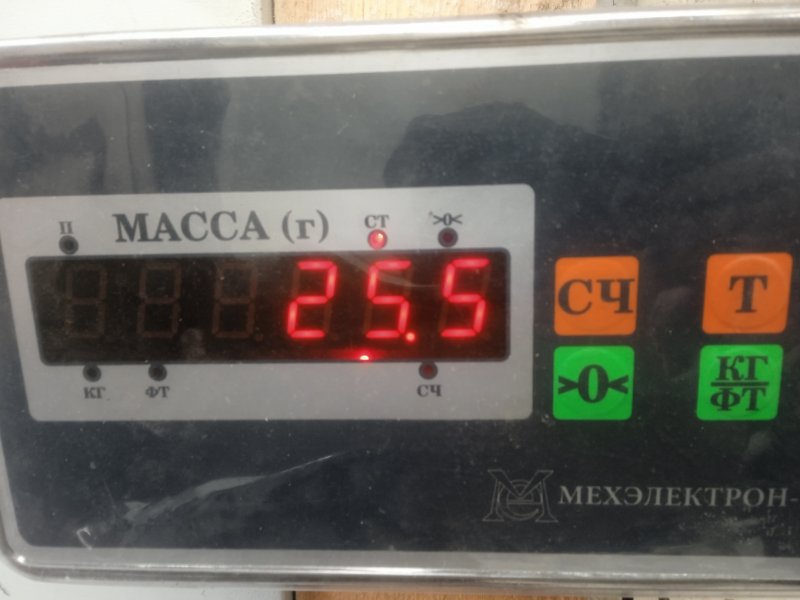 П МАССА (г) СТ >0<
25.5
КГ ФТ СЧ
СЧ Т
>0< КГ
ФТ
МЕХЭЛЕКТРОН-